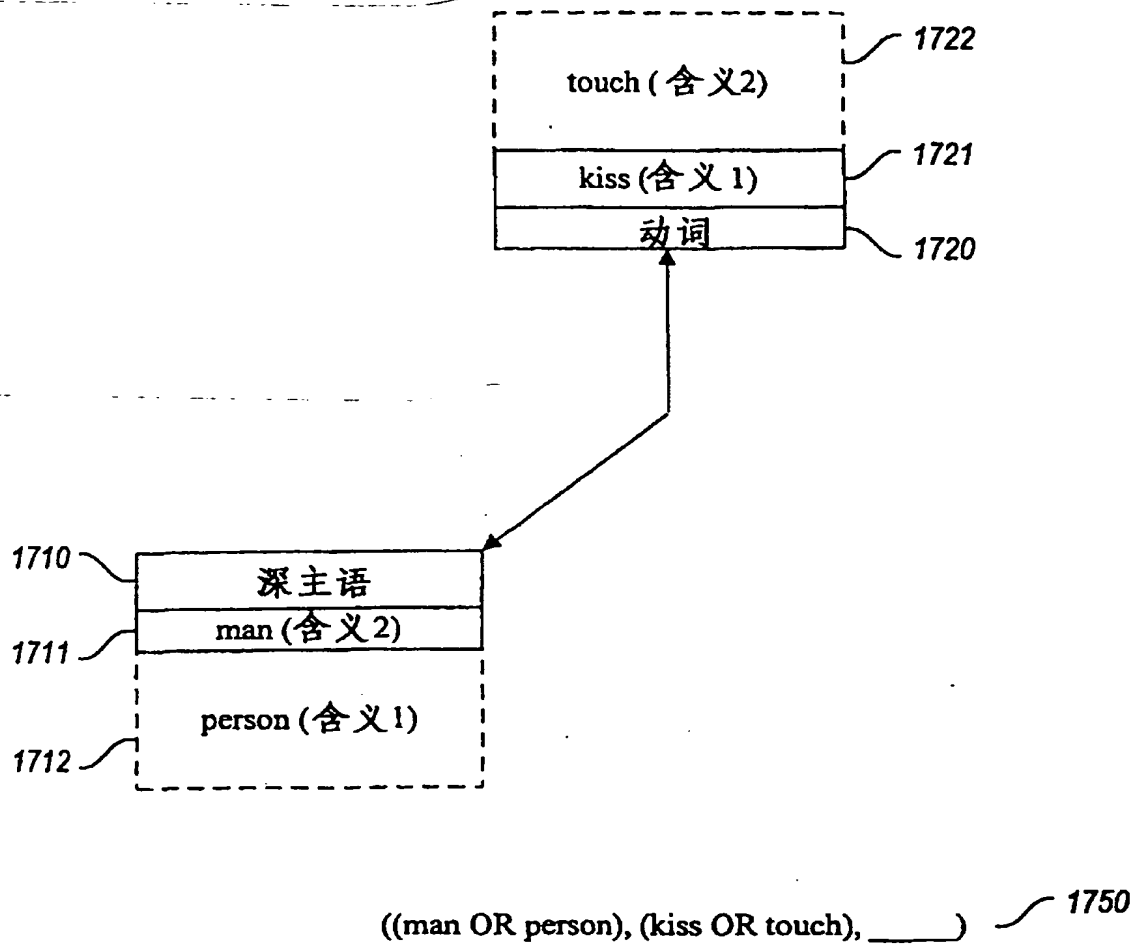 touch (含义2)
1722
kiss (含义1)
1721
动词
1720
1710
深主语
man (含义2)
1711
person (含义1)
1712
((man OR person), (kiss OR touch), _____)
1750